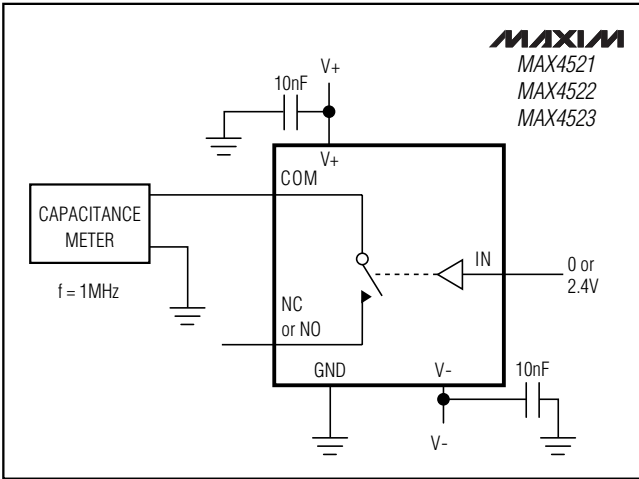 MAXIM
MAX4521
MAX4522
MAX4523
V+
10nF
V+
COM
CAPACITANCE
METER
f = 1MHz
IN
0 or
2.4V
NC
or NO
GND
V-
10nF
V-